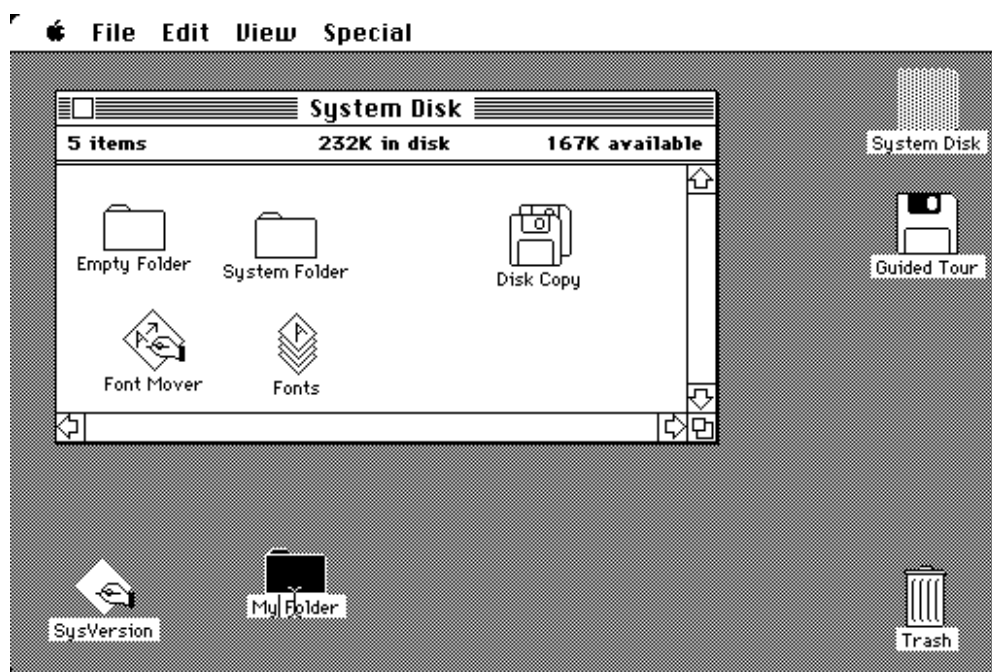 File Edit View Special
System Disk
5 items 232K in disk 167K available
Empty Folder System Folder Disk Copy
Font Mover Fonts
System Disk
Guided Tour
SysVersion My Folder Trash